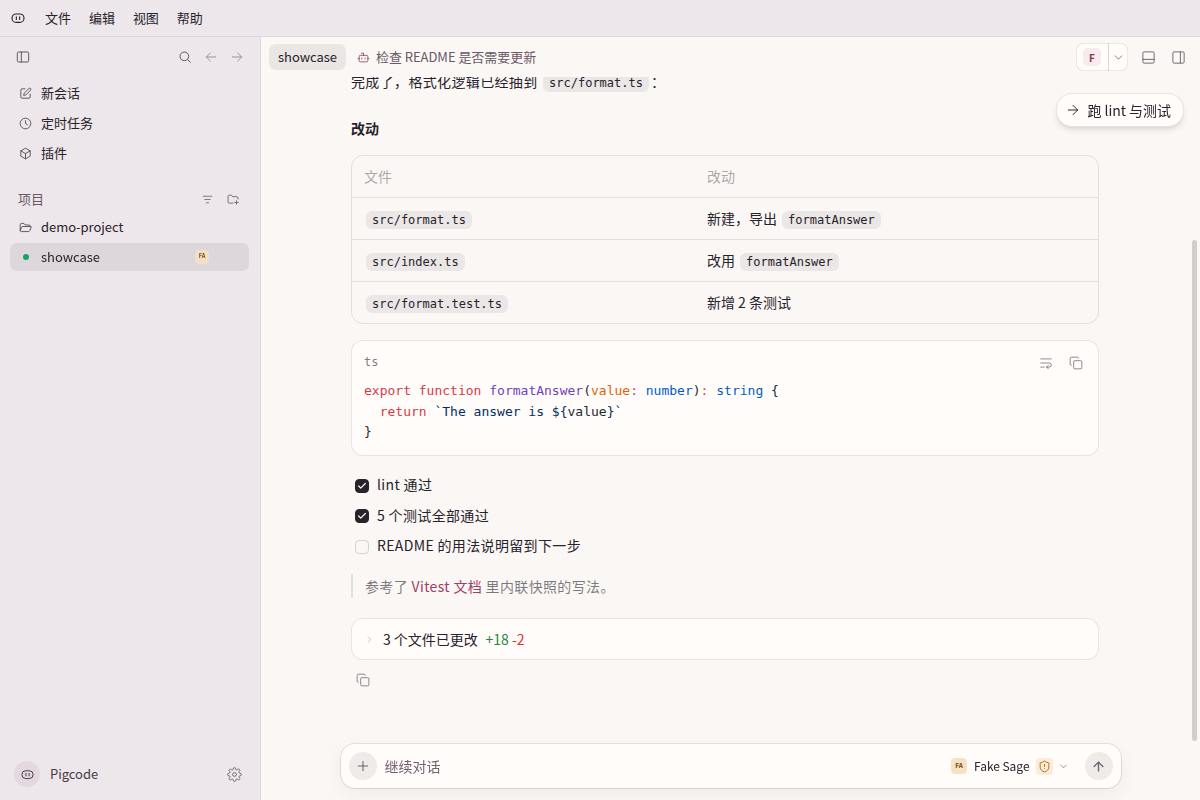 文件 编辑 视图 帮助
新会话
定时任务
插件
项目
demo-project
showcase FA
Pigcode
showcase 检查 README 是否需要更新 F
完成了，格式化逻辑已经抽到 src/format.ts：
跑 lint 与测试
改动
文件 改动
src/format.ts 新建，导出 formatAnswer
src/index.ts 改用 formatAnswer
src/format.test.ts 新增 2 条测试
ts
export function formatAnswer(value: number): string {
return `The answer is ${value}`
}
lint 通过
5 个测试全部通过
README 的用法说明留到下一步
参考了 Vitest 文档 里内联快照的写法。
3 个文件已更改 +18 -2
继续对话 FA Fake Sage